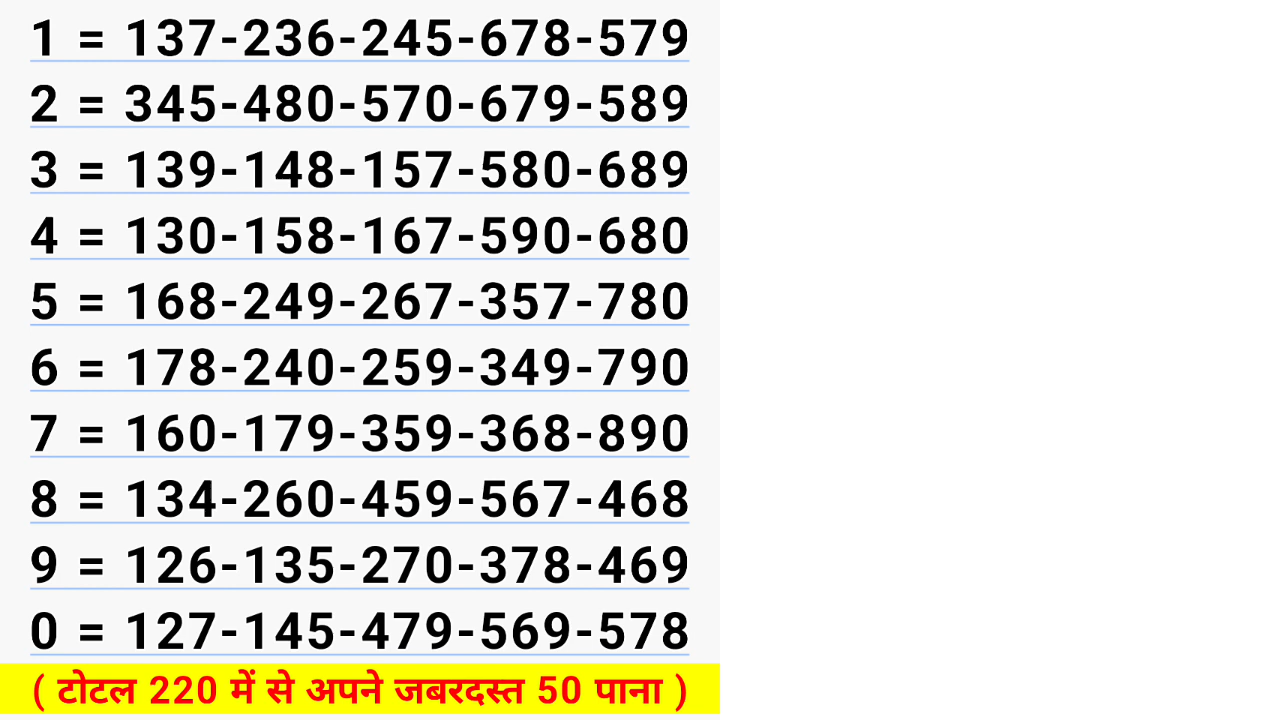 1 = 137-236-245-678-579
2 = 345-480-570-679-589
3 = 139-148-157-580-689
4 = 130-158-167-590-680
5 = 168-249-267-357-780
6 = 178-240-259-349-790
7 = 160-179-359-368-890
8 = 134-260-459-567-468
9 = 126-135-270-378-469
0 = 127-145-479-569-578
( टोटल 220 में से अपने जबरदस्त 50 पाना )